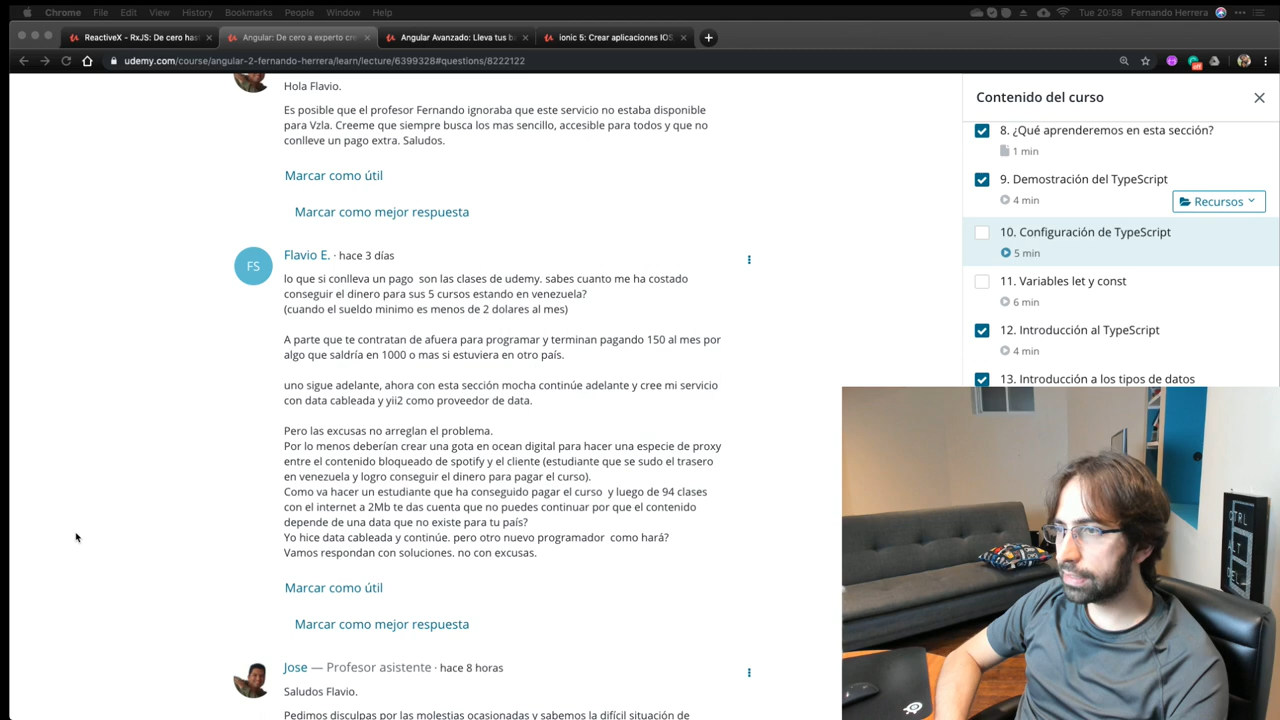 Chrome File Edit View History Bookmarks People Window Help Tue 20:58 Fernando Herrera
ReactiveX - RxJS: De cero has
Angular: De cero a experto cre
Angular Avanzado: Lleva tus b
ionic 5: Crear aplicaciones IOS
udemy.com/course/angular-2-fernando-herrera/learn/lecture/6399328#questions/8222122
Hola Flavio.
Es posible que el profesor Fernando ignoraba que este servicio no estaba disponible
para Vzla. Creeme que siempre busca los mas sencillo, accesible para todos y que no
conlleve un pago extra. Saludos.
Marcar como útil
Marcar como mejor respuesta
FS
Flavio E. · hace 3 días
lo que si conlleva un pago son las clases de udemy. sabes cuanto me ha costado
conseguir el dinero para sus 5 cursos estando en venezuela?
(cuando el sueldo minimo es menos de 2 dolares al mes)
A parte que te contratan de afuera para programar y terminan pagando 150 al mes por
algo que saldría en 1000 o mas si estuviera en otro país.
uno sigue adelante, ahora con esta sección mocha continúe adelante y cree mi servicio
con data cableada y yii2 como proveedor de data.
Pero las excusas no arreglan el problema.
Por lo menos deberían crear una gota en ocean digital para hacer una especie de proxy
entre el contenido bloqueado de spotify y el cliente (estudiante que se sudo el trasero
en venezuela y logro conseguir el dinero para pagar el curso).
Como va hacer un estudiante que ha conseguido pagar el curso y luego de 94 clases
con el internet a 2Mb te das cuenta que no puedes continuar por que el contenido
depende de una data que no existe para tu país?
Yo hice data cableada y continúe. pero otro nuevo programador como hará?
Vamos respondan con soluciones. no con excusas.
Marcar como útil
Marcar como mejor respuesta
Jose — Profesor asistente · hace 8 horas
Saludos Flavio.
Pedimos disculpas por las molestias ocasionadas y sabemos la difícil situación de
Contenido del curso
8. ¿Qué aprenderemos en esta sección?
1 min
9. Demostración del TypeScript
4 min
Recursos
10. Configuración de TypeScript
5 min
11. Variables let y const
6 min
12. Introducción al TypeScript
4 min
13. Introducción a los tipos de datos
CTRL
ALT
DEL